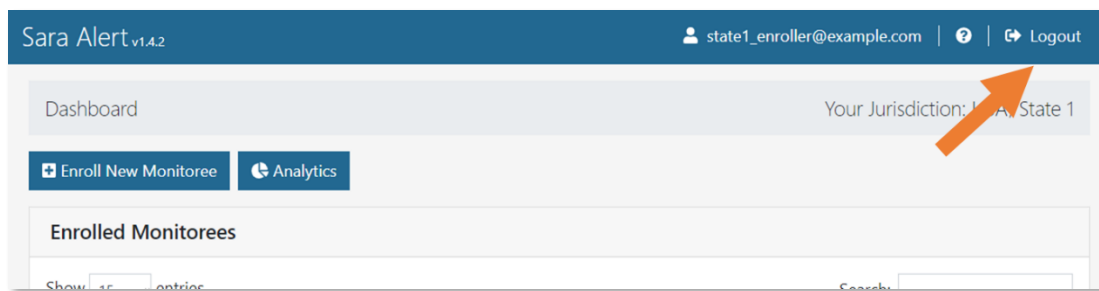 Sara Alert v1.4.2 state1_enroller@example.com | ? | Logout
Dashboard Your Jurisdiction: State 1
Enroll New Monitoree Analytics
Enrolled Monitorees
Show 15 entries Search: